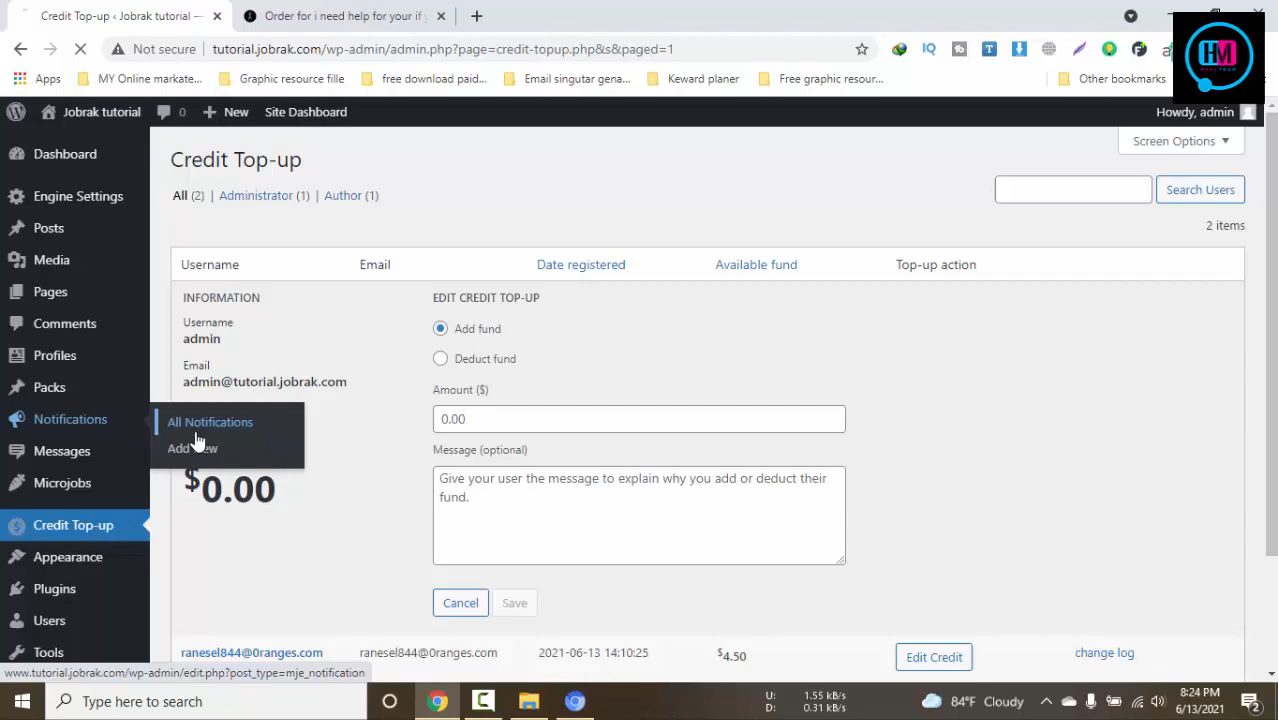 Credit Top-up ‹ Jobrak tutorial —
Order for i need help for your if y
Not secure
tutorial.jobrak.com/wp-admin/admin.php?page=credit-topup.php&s&paged=1
Apps
MY Online markate...
Graphic resource fille
free download paid...
Email singutar gena...
Keward planer
Free graphic resour...
Other bookmarks
HM
Jobrak tutorial
0
New
Site Dashboard
Howdy, admin
Dashboard
Engine Settings
Posts
Media
Pages
Comments
Profiles
Packs
Notifications
Messages
Microjobs
Credit Top-up
Appearance
Plugins
Users
Tools
All Notifications
Add New
Credit Top-up
Screen Options
All (2) | Administrator (1) | Author (1)
Search Users
2 items
Username
Email
Date registered
Available fund
Top-up action
INFORMATION
Username
admin
Email
admin@tutorial.jobrak.com
$0.00
EDIT CREDIT TOP-UP
Add fund
Deduct fund
Amount ($)
0.00
Message (optional)
Give your user the message to explain why you add or deduct their
fund.
Cancel
Save
ranesel844@0ranges.com
ranesel844@0ranges.com
2021-06-13 14:10:25
$4.50
Edit Credit
change log
www.tutorial.jobrak.com/wp-admin/edit.php?post_type=mje_notification
Type here to search
U: 1.55 kB/s
D: 0.31 kB/s
84°F Cloudy
8:24 PM
6/13/2021
2